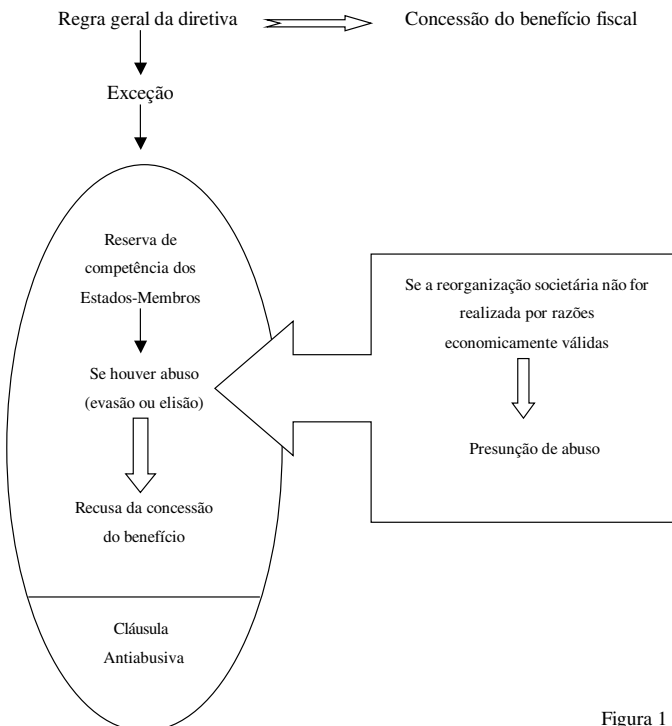 Regra geral da diretiva
Concessão do benefício fiscal
Exceção
Reserva de
competência dos
Estados-Membros
Se houver abuso
(evasão ou elisão)
Recusa da concessão
do benefício
Cláusula
Antiabusiva
Se a reorganização societária não for
realizada por razões
economicamente válidas
Presunção de abuso
Figura 1